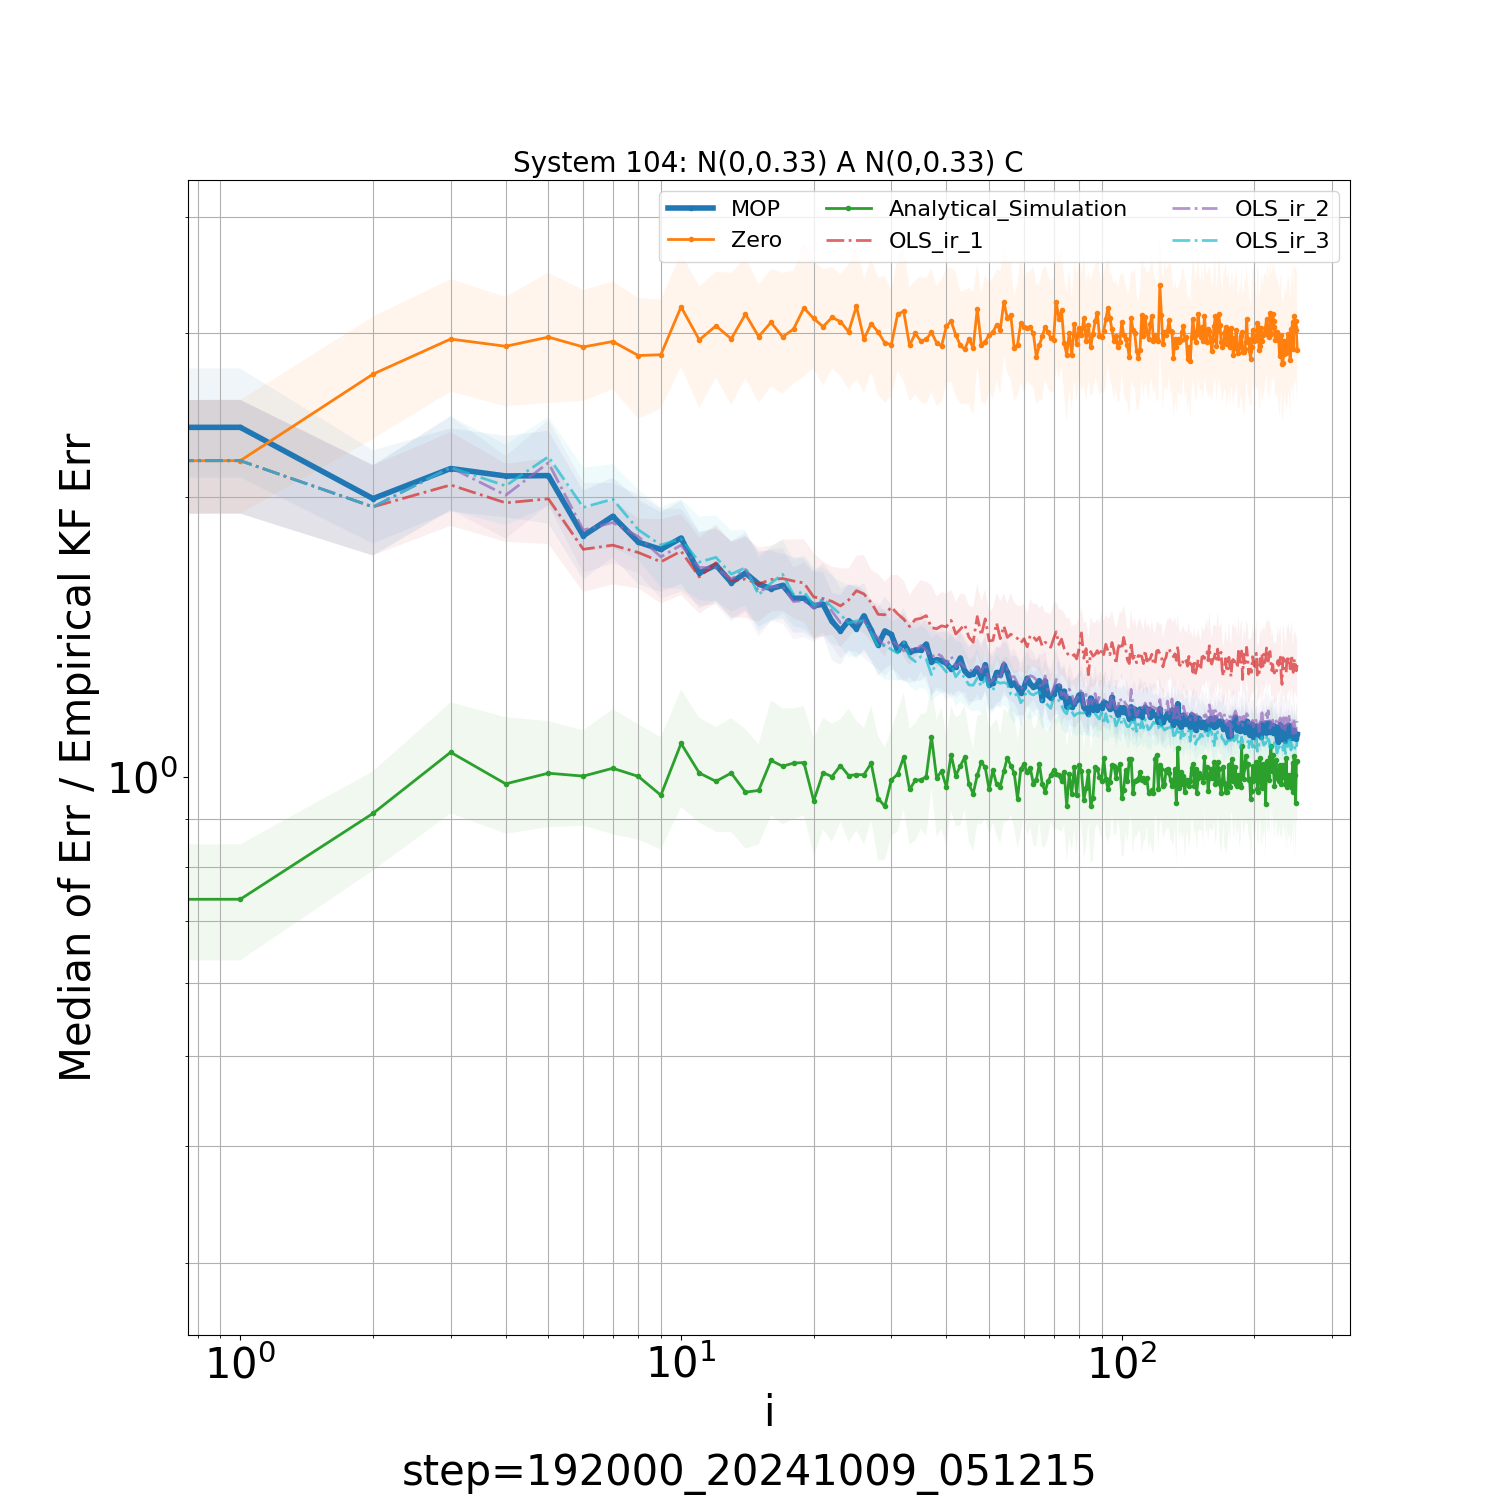 System 104: N(0,0.33) A N(0,0.33) C
MOP
Zero
Analytical_Simulation
OLS_ir_1
OLS_ir_2
OLS_ir_3
Median of Err / Empirical KF Err
10⁰
10⁰ 10¹ 10²
i
step=192000_20241009_051215